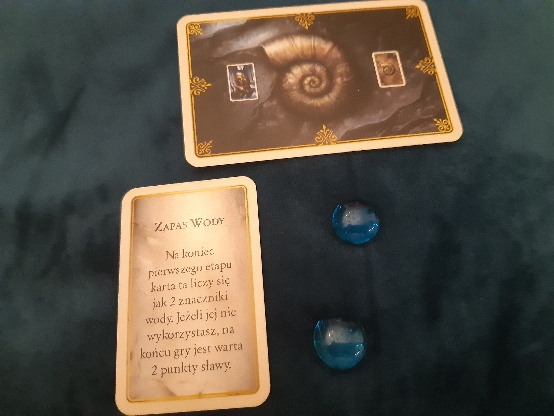 Zapas Wody
Na koniec
pierwszego etapu
karta ta liczy się
jak 2 znaczniki
wody. Jeżeli jej nie
wykorzystasz, na
końcu gry jest warta
2 punkty sławy.